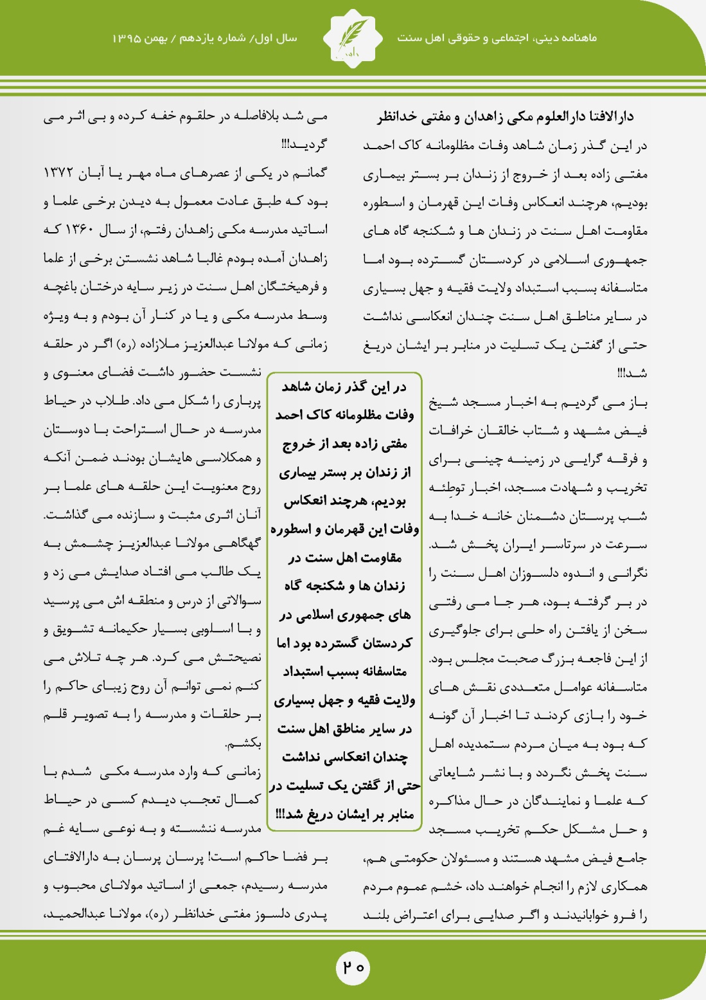 ماهنامه دینی، اجتماعی و حقوقی اهل سنت
سال اول/ شماره یازدهم / بهمن ۱۳۹۵
دارالافتا دارالعلوم مکی زاهدان و مفتی خدانظر
در این گذر زمان شاهد وفات مظلومانه کاک احمد
مفتی زاده بعد از خروج از زندان بر بستر بیماری
بودیم، هرچند انعکاس وفات این قهرمان و اسطوره
مقاومت اهل سنت در زندان ها و شکنجه گاه های
جمهوری اسلامی در کردستان گسترده بود اما
متاسفانه بسبب استبداد ولایت فقیه و جهل بسیاری
در سایر مناطق اهل سنت چندان انعکاسی نداشت
حتی از گفتن یک تسلیت در منابر بر ایشان دریغ
شد!!!
باز می گردیم به اخبار مسجد شیخ
فیض مشهد و شتاب خالقان خرافات
و فرقه گرایی در زمینه چینی برای
تخریب و شهادت مسجد، اخبار توطِئه
شب پرستان دشمنان خانه خدا به
سرعت در سرتاسر ایران پخش شد.
نگرانی و اندوه دلسوزان اهل سنت را
در بر گرفته بود، هر جا می رفتی
سخن از یافتن راه حلی برای جلوگیری
از این فاجعه بزرگ صحبت مجلس بود.
متاسفانه عوامل متعددی نقش های
خود را بازی کردند تا اخبار آن گونه
که بود به میان مردم ستمدیده اهل
سنت پخش نگردد و با نشر شایعاتی
که علما و نمایندگان در حال مذاکره
و حل مشکل حکم تخریب مسجد
جامع فیض مشهد هستند و مسئولان حکومتی هم،
همکاری لازم را انجام خواهند داد، خشم عموم مردم
را فرو خوابانیدند و اگر صدایی برای اعتراض بلند
می شد بلافاصله در حلقوم خفه کرده و بی اثر می
گردید!!!
گمانم در یکی از عصرهای ماه مهر یا آبان ۱۳۷۲
بود که طبق عادت معمول به دیدن برخی علما و
اساتید مدرسه مکی زاهدان رفتم، از سال ۱۳۶۰ که
زاهدان آمده بودم غالبا شاهد نشستن برخی از علما
و فرهیختگان اهل سنت در زیر سایه درختان باغچه
وسط مدرسه مکی و یا در کنار آن بودم و به ویژه
زمانی که مولانا عبدالعزیز ملازاده (ره) اگر در حلقه
نشست حضور داشت فضای معنوی و
پرباری را شکل می داد. طلاب در حیاط
مدرسه در حال استراحت با دوستان
و همکلاسی هایشان بودند ضمن آنکه
روح معنویت این حلقه های علما بر
آنان اثری مثبت و سازنده می گذاشت.
گهگاهی مولانا عبدالعزیز چشمش به
یک طالب می افتاد صدایش می زد و
سوالاتی از درس و منطقه اش می پرسید
و با اسلوبی بسیار حکیمانه تشویق و
نصیحتش می کرد. هر چه تلاش می
کنم نمی توانم آن روح زیبای حاکم را
بر حلقات و مدرسه را به تصویر قلم
بکشم.
زمانی که وارد مدرسه مکی شدم با
کمال تعجب دیدم کسی در حیاط
مدرسه ننشسته و به نوعی سایه غم
بر فضا حاکم است! پرسان پرسان به دارالافتای
مدرسه رسیدم، جمعی از اساتید مولانای محبوب و
پدری دلسوز مفتی خدانظر (ره)، مولانا عبدالحمید،
در این گذر زمان شاهد
وفات مظلومانه کاک احمد
مفتی زاده بعد از خروج
از زندان بر بستر بیماری
بودیم، هرچند انعکاس
وفات این قهرمان و اسطوره
مقاومت اهل سنت در
زندان ها و شکنجه گاه
های جمهوری اسلامی در
کردستان گسترده بود اما
متاسفانه بسبب استبداد
ولایت فقیه و جهل بسیاری
در سایر مناطق اهل سنت
چندان انعکاسی نداشت
حتی از گفتن یک تسلیت در
منابر بر ایشان دریغ شد!!!
۲۰